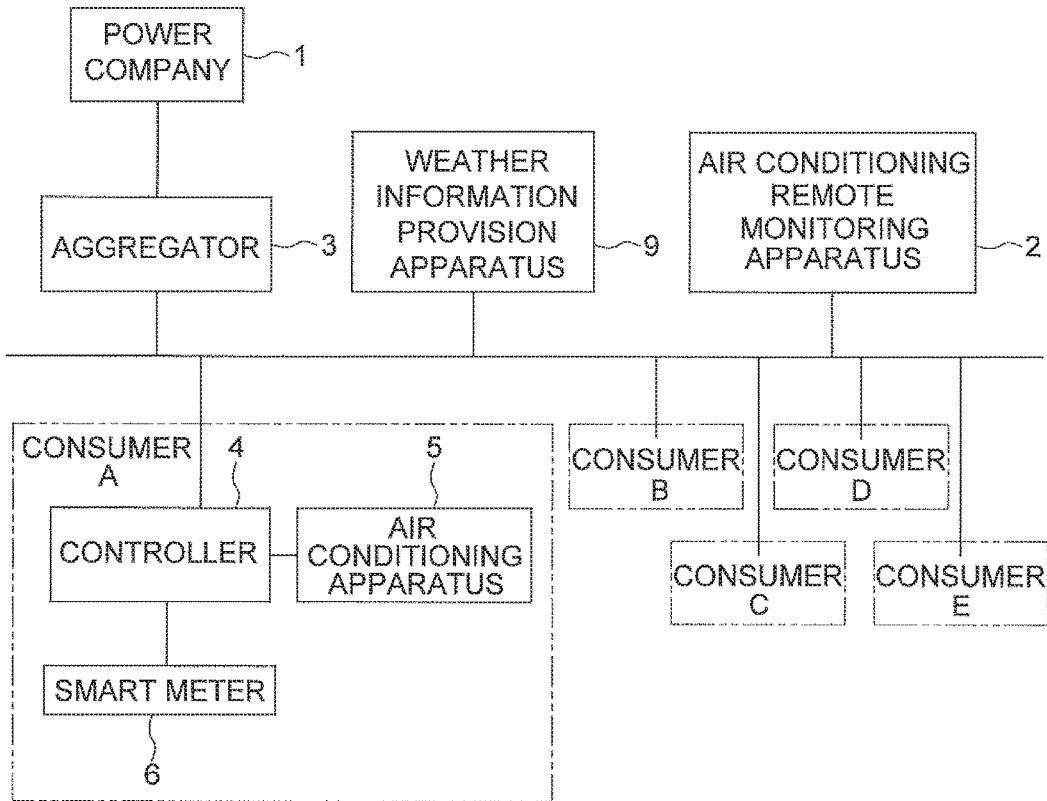 POWER
COMPANY
1
WEATHER
INFORMATION
PROVISION
APPARATUS
9
AIR CONDITIONING
REMOTE
MONITORING
APPARATUS
2
AGGREGATOR
3
CONSUMER
A
4
CONTROLLER
5
AIR
CONDITIONING
APPARATUS
SMART METER
6
CONSUMER
B
CONSUMER
D
CONSUMER
C
CONSUMER
E